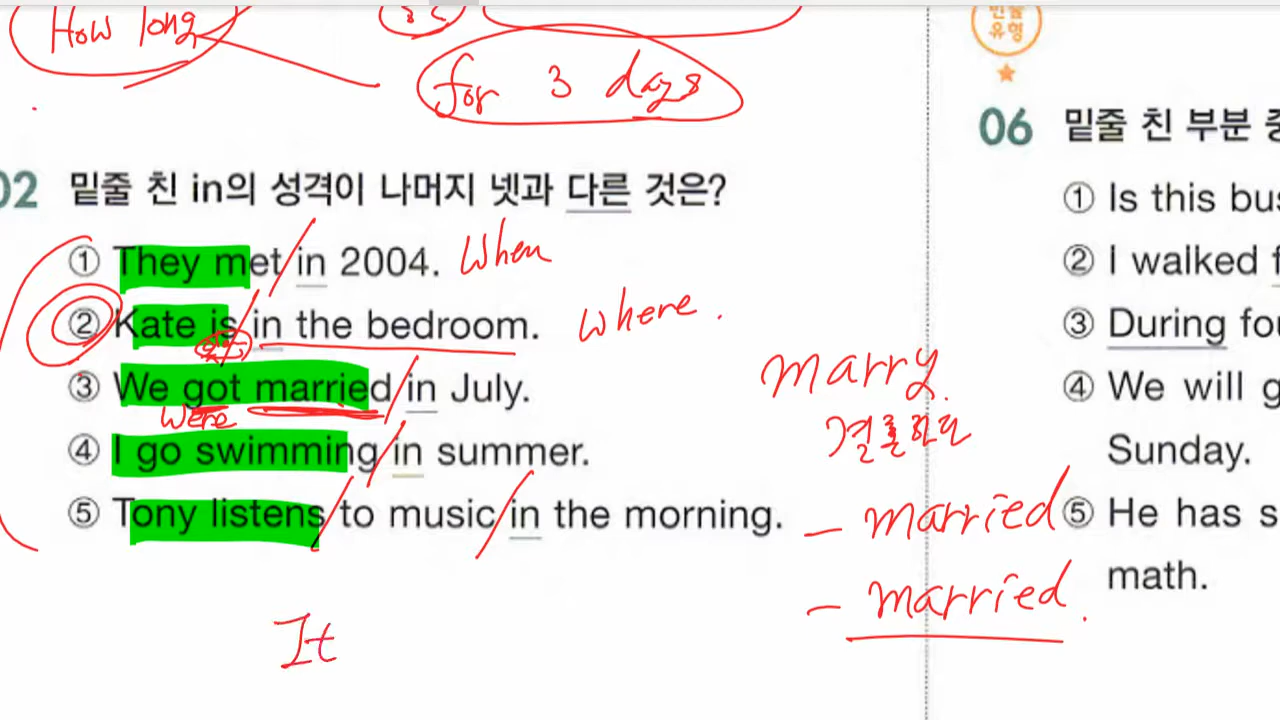 How long
for 3 days
02 밑줄 친 in의 성격이 나머지 넷과 다른 것은?
① They met in 2004. When
② Kate is in the bedroom. where.
③ We got married in July.
were
④ I go swimming in summer.
⑤ Tony listens to music in the morning.
It
marry.
결혼하다
- married
- married.
유형
06 밑줄 친 부분 중
① Is this bus
② I walked f
③ During for
④ We will g
Sunday.
⑤ He has s
math.